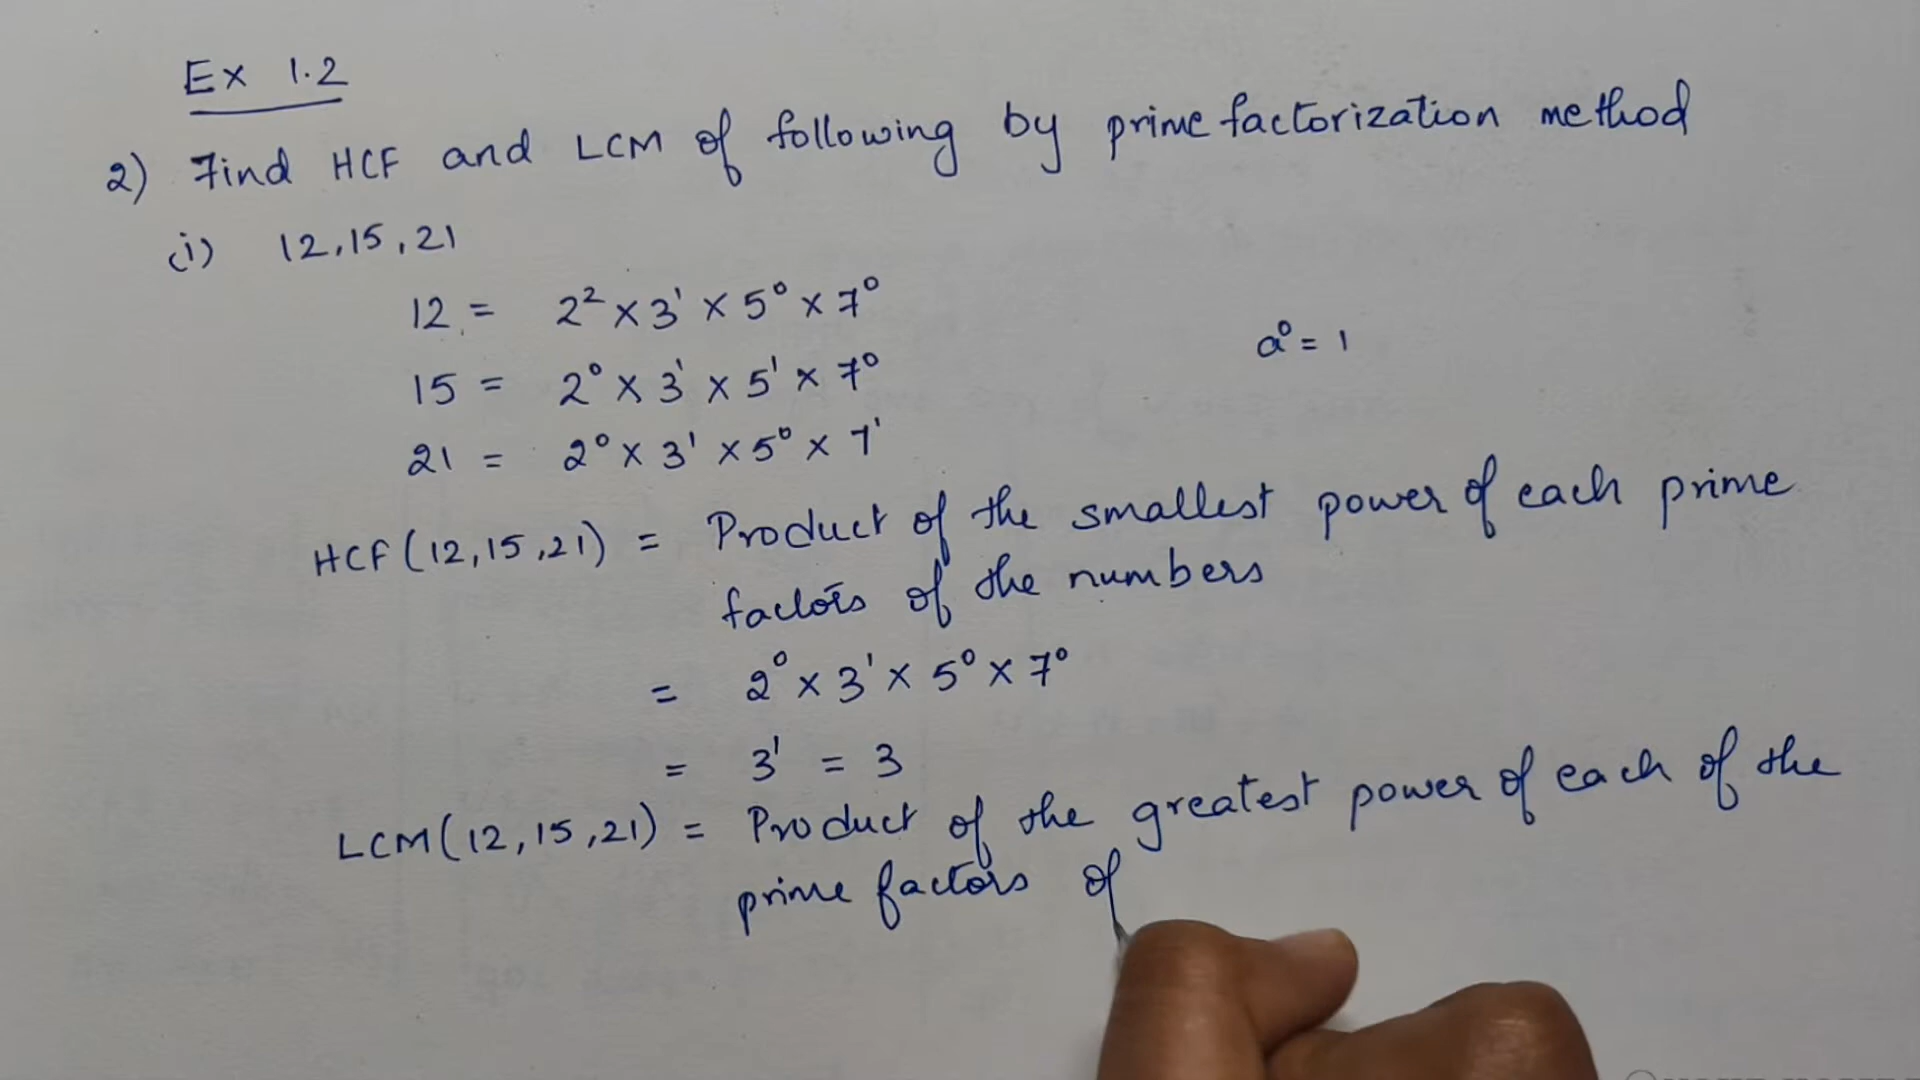 Ex 1.2
2) Find HCF and LCM of following by prime factorization method
(i) 12, 15, 21
12 = 2² × 3¹ × 5⁰ × 7⁰
a⁰ = 1
15 = 2⁰ × 3¹ × 5¹ × 7⁰
21 = 2⁰ × 3¹ × 5⁰ × 7¹
HCF (12, 15, 21) = Product of the smallest power of each prime
factors of the numbers
= 2⁰ × 3¹ × 5⁰ × 7⁰
= 3¹ = 3
LCM (12, 15, 21) = Product of the greatest power of each of the
prime factors of